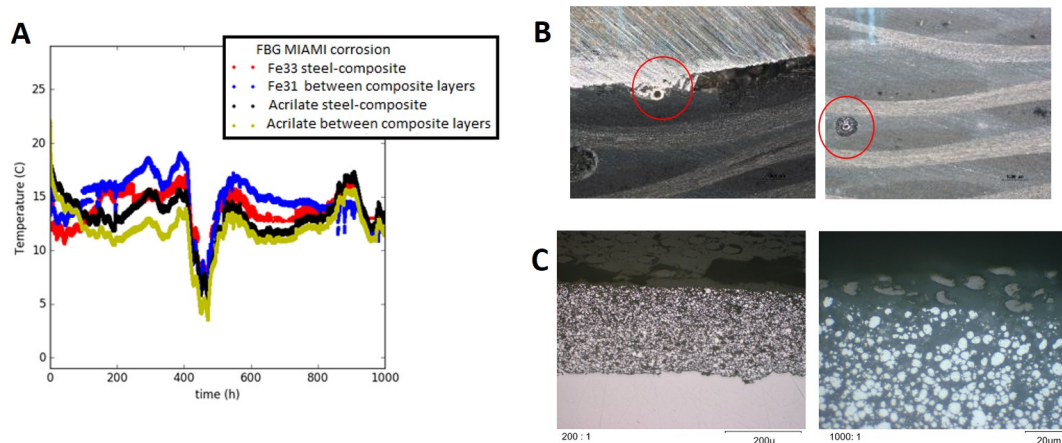 A
FBG MIAMI corrosion
Fe33 steel-composite
Fe31 between composite layers
Acrilate steel-composite
Acrilate between composite layers
Temperature (C)
25
20
15
10
5
0
0
200
400
600
800
1000
time (h)
B
C
200 : 1
200µ
1000: 1
20µm